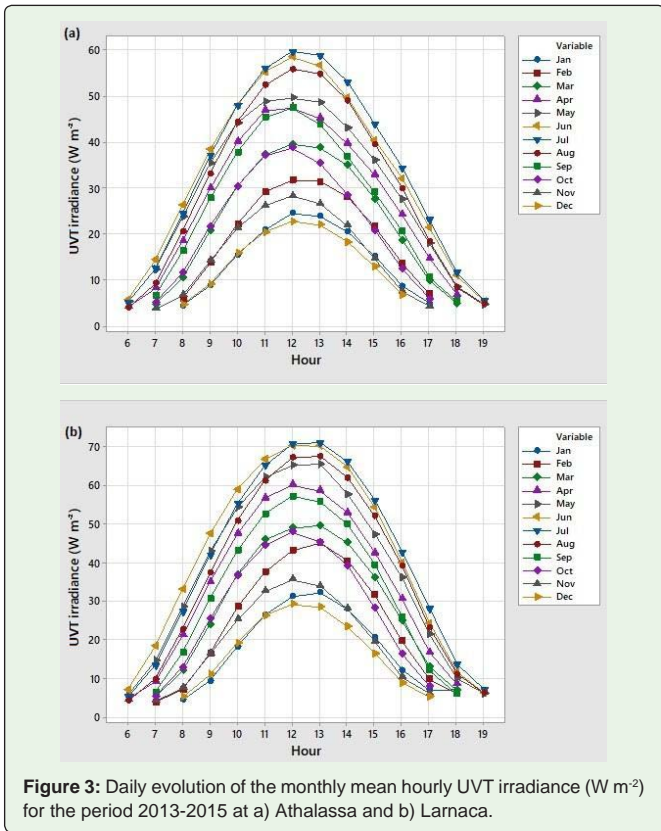 (a)
Variable
Jan
Feb
Mar
Apr
May
Jun
Jul
Aug
Sep
Oct
Nov
Dec
UVT irradiance (W m-²)
60
50
40
30
20
10
0
6 7 8 9 10 11 12 13 14 15 16 17 18 19
Hour
(b)
Variable
Jan
Feb
Mar
Apr
May
Jun
Jul
Aug
Sep
Oct
Nov
Dec
UVT irradiance (W m-²)
70
60
50
40
30
20
10
0
6 7 8 9 10 11 12 13 14 15 16 17 18 19
Hour
Figure 3: Daily evolution of the monthly mean hourly UVT irradiance (W m-²)
for the period 2013-2015 at a) Athalassa and b) Larnaca.